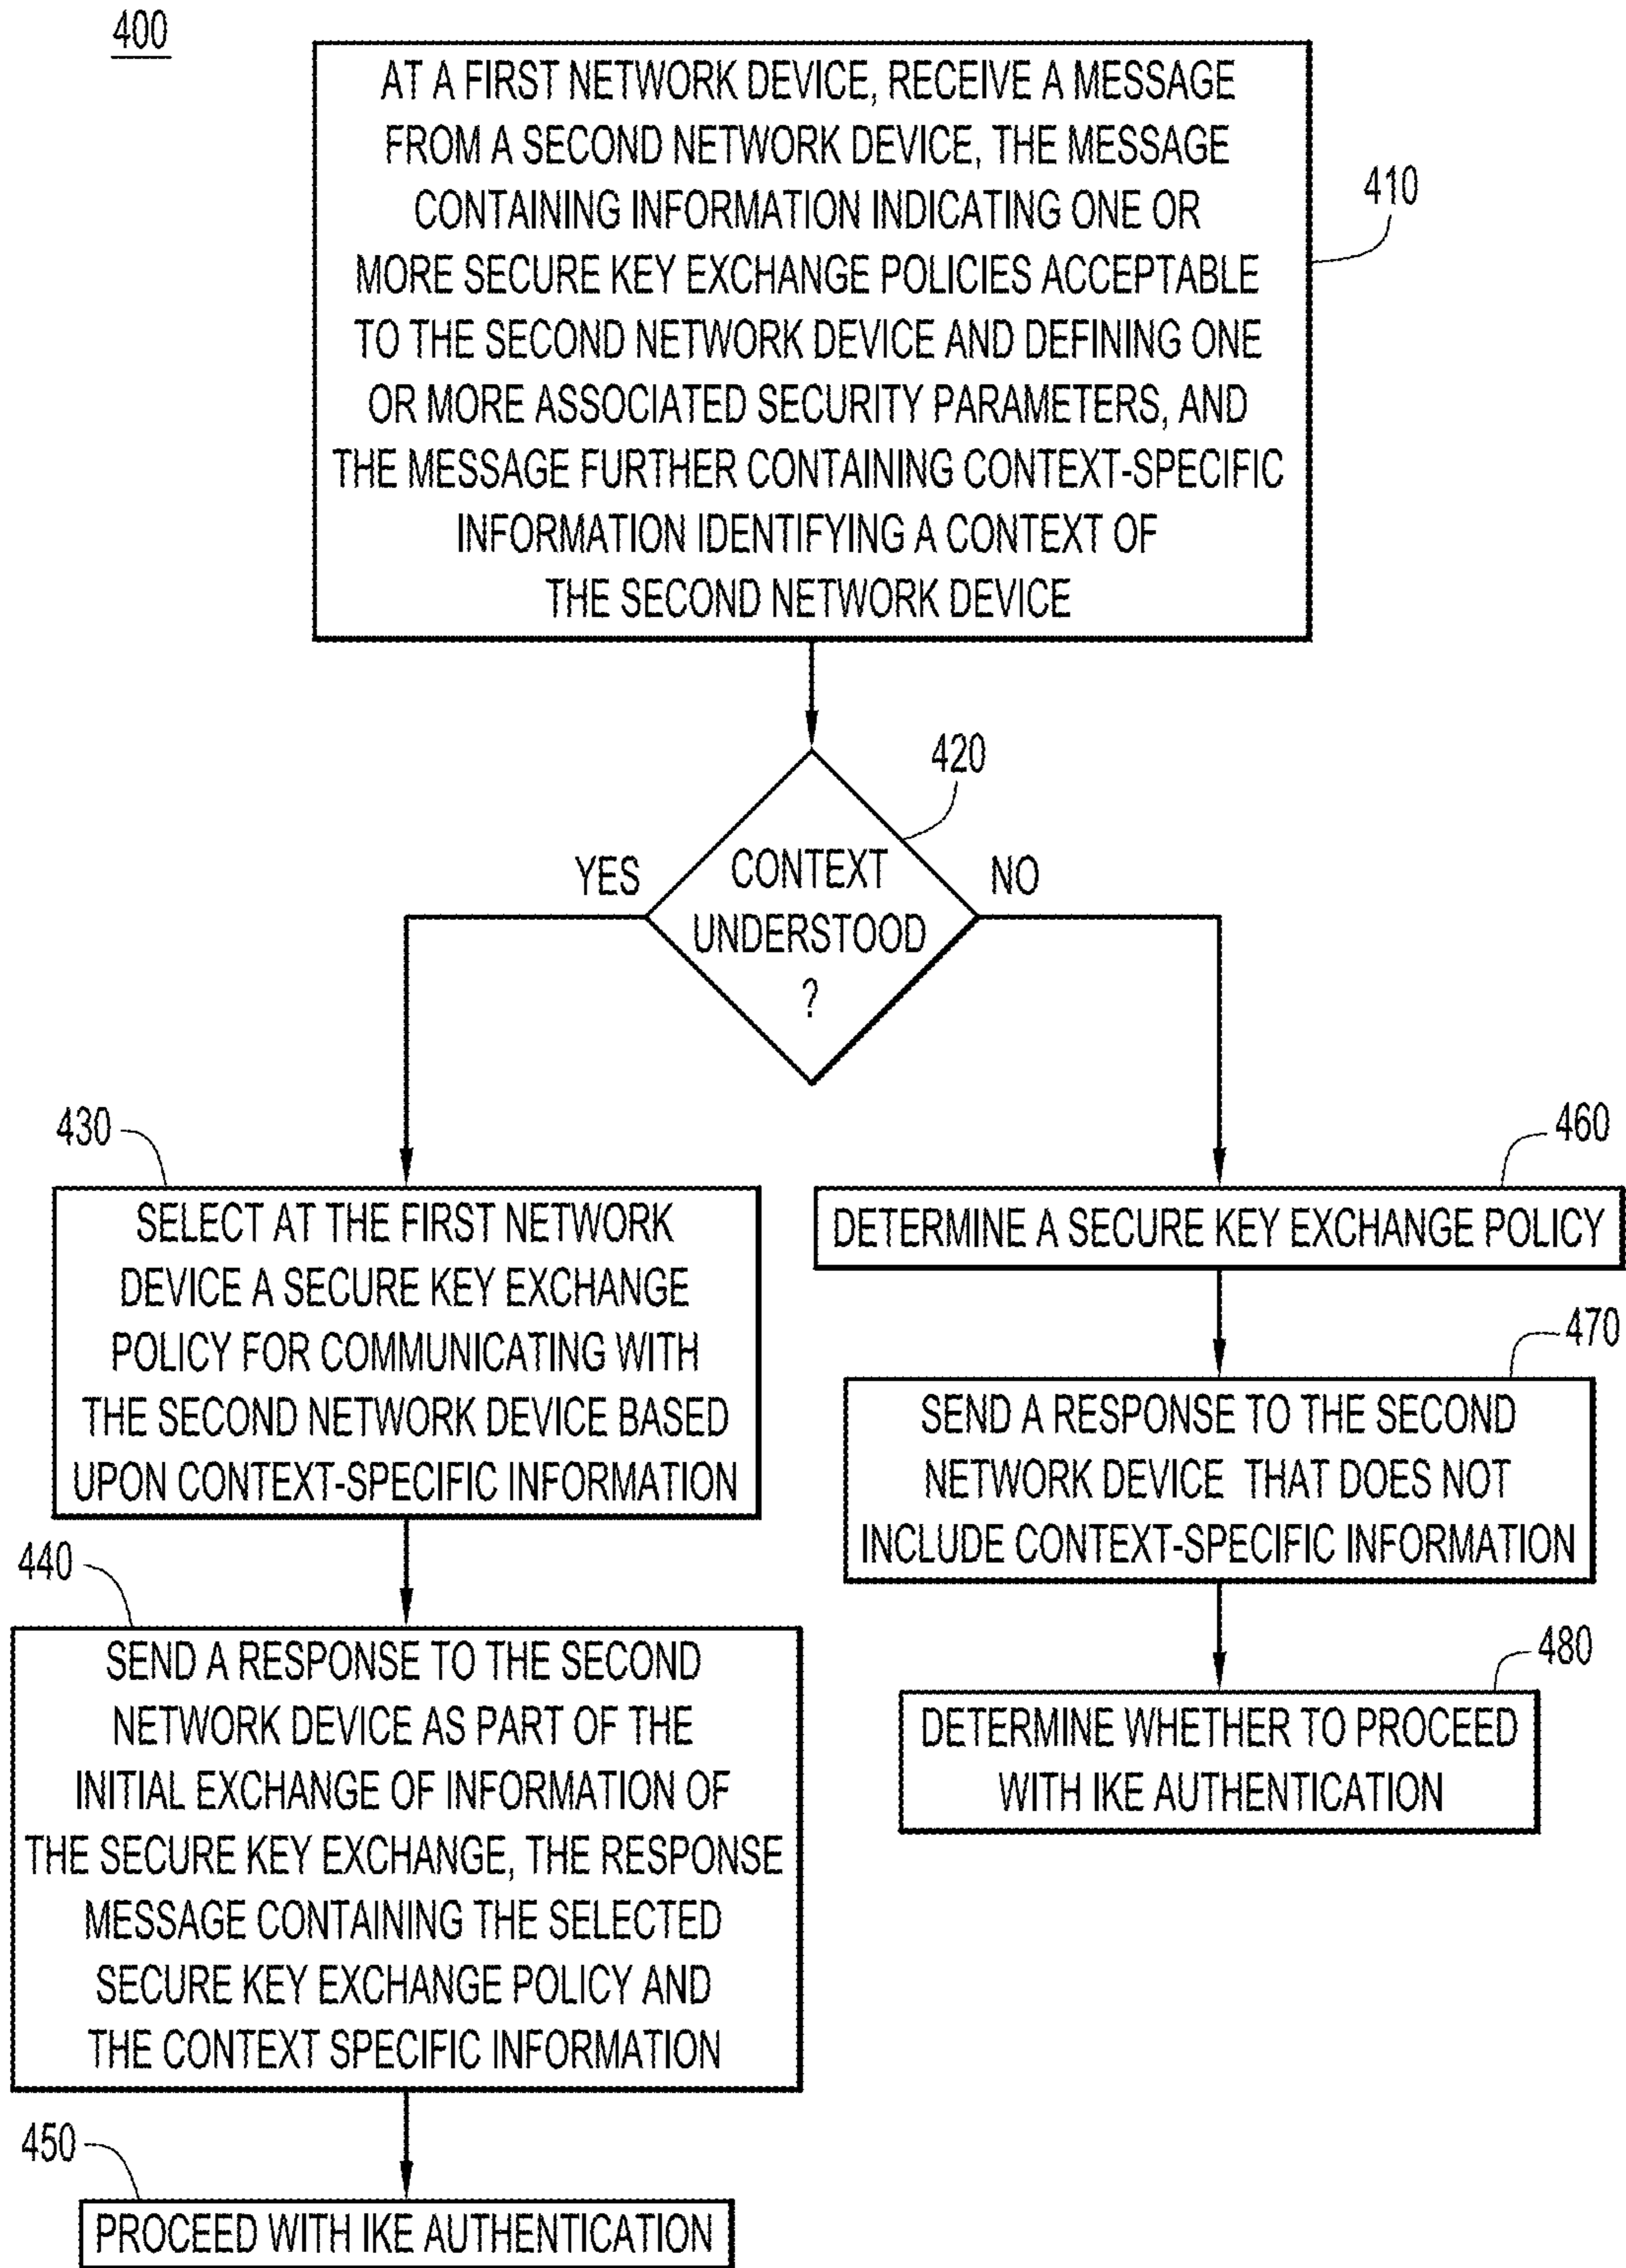 400
AT A FIRST NETWORK DEVICE, RECEIVE A MESSAGE
FROM A SECOND NETWORK DEVICE, THE MESSAGE
CONTAINING INFORMATION INDICATING ONE OR
MORE SECURE KEY EXCHANGE POLICIES ACCEPTABLE
TO THE SECOND NETWORK DEVICE AND DEFINING ONE
OR MORE ASSOCIATED SECURITY PARAMETERS, AND
THE MESSAGE FURTHER CONTAINING CONTEXT-SPECIFIC
INFORMATION IDENTIFYING A CONTEXT OF
THE SECOND NETWORK DEVICE
410
420
YES
CONTEXT
UNDERSTOOD
?
NO
430
SELECT AT THE FIRST NETWORK
DEVICE A SECURE KEY EXCHANGE
POLICY FOR COMMUNICATING WITH
THE SECOND NETWORK DEVICE BASED
UPON CONTEXT-SPECIFIC INFORMATION
440
SEND A RESPONSE TO THE SECOND
NETWORK DEVICE AS PART OF THE
INITIAL EXCHANGE OF INFORMATION OF
THE SECURE KEY EXCHANGE, THE RESPONSE
MESSAGE CONTAINING THE SELECTED
SECURE KEY EXCHANGE POLICY AND
THE CONTEXT SPECIFIC INFORMATION
450
PROCEED WITH IKE AUTHENTICATION
460
DETERMINE A SECURE KEY EXCHANGE POLICY
470
SEND A RESPONSE TO THE SECOND
NETWORK DEVICE THAT DOES NOT
INCLUDE CONTEXT-SPECIFIC INFORMATION
480
DETERMINE WHETHER TO PROCEED
WITH IKE AUTHENTICATION